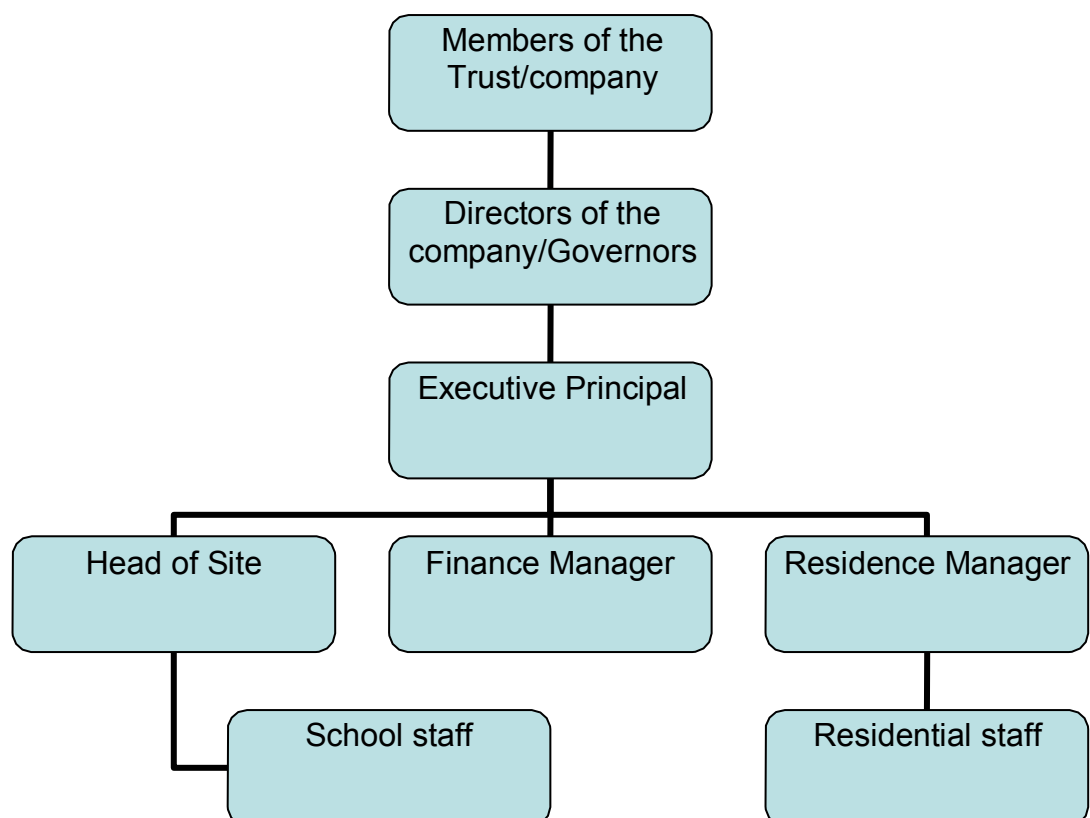 Members of the
Trust/company
Directors of the
company/Governors
Executive Principal
Head of Site
Finance Manager
Residence Manager
School staff
Residential staff